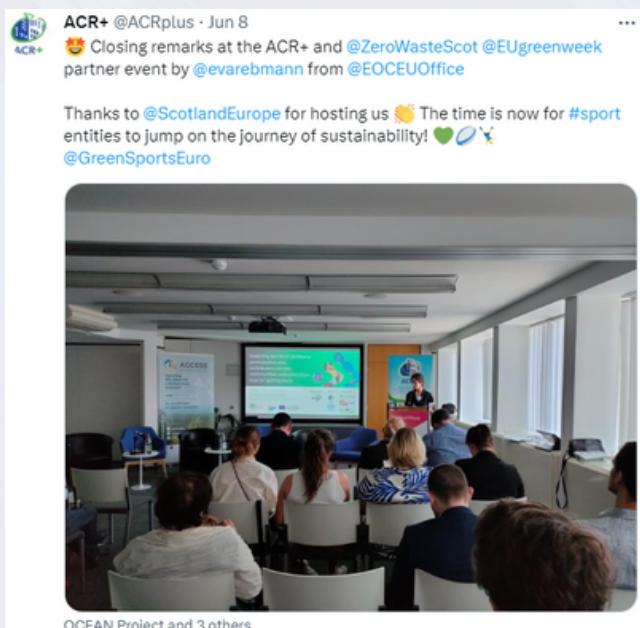 ACR+ @ACRplus · Jun 8
🤩 Closing remarks at the ACR+ and @ZeroWasteScot @EUgreenweek
partner event by @evarebmann from @EOCEUOffice
Thanks to @ScotlandEurope for hosting us 👏 The time is now for #sport
entities to jump on the journey of sustainability! 💚🏉🤾
@GreenSportsEuro
ACR+
ACCESS
OCEAN Project and 3 others